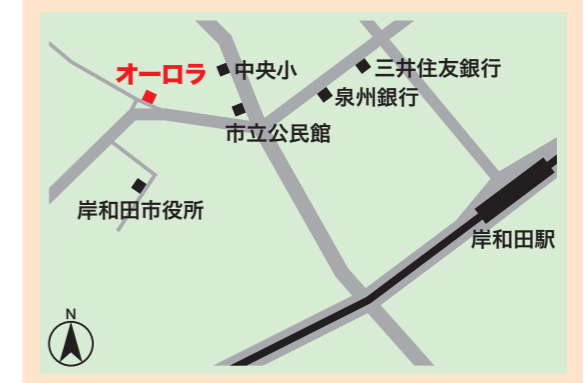 オーロラ
中央小
三井住友銀行
泉州銀行
市立公民館
岸和田市役所
岸和田駅
N